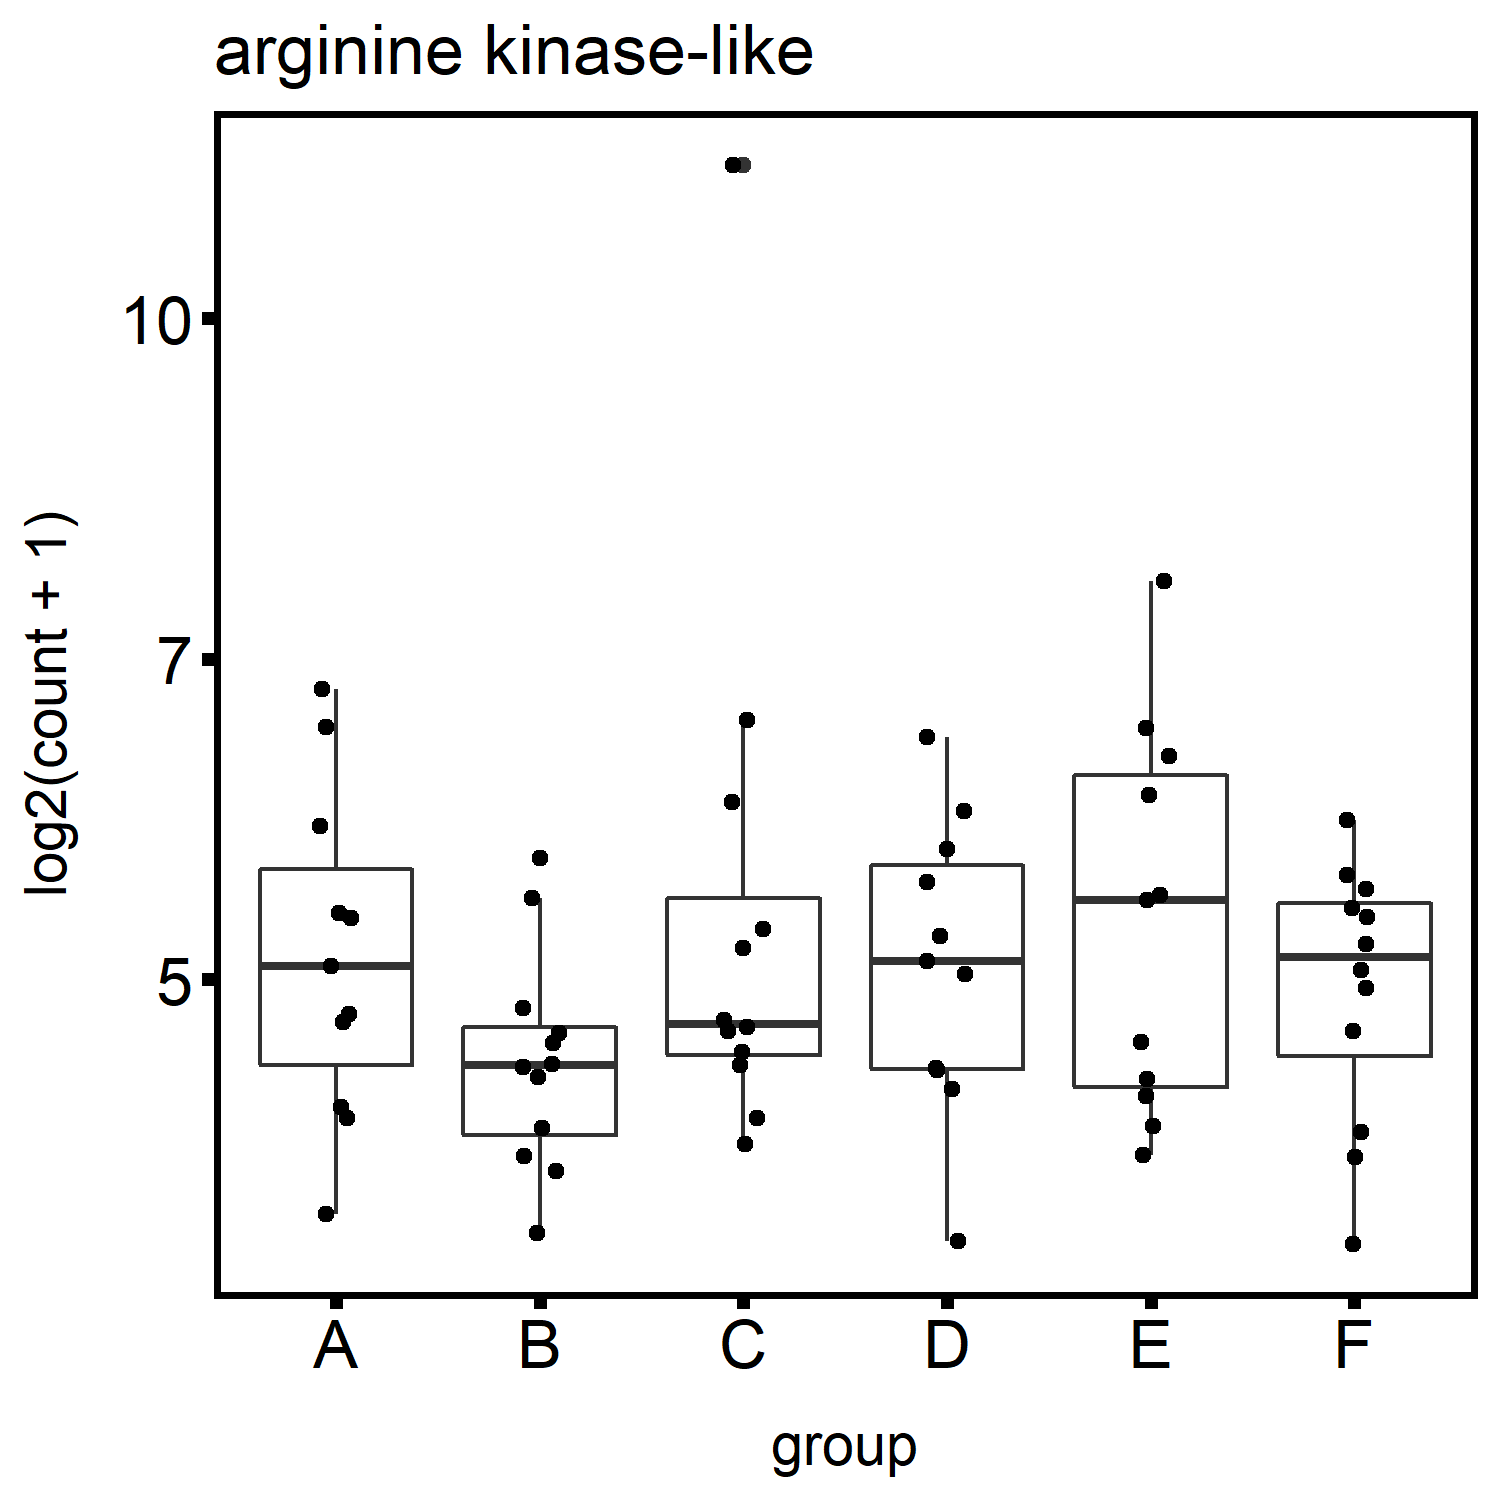 arginine kinase-like
log2(count + 1)
10
7
5
A B C D E F
group